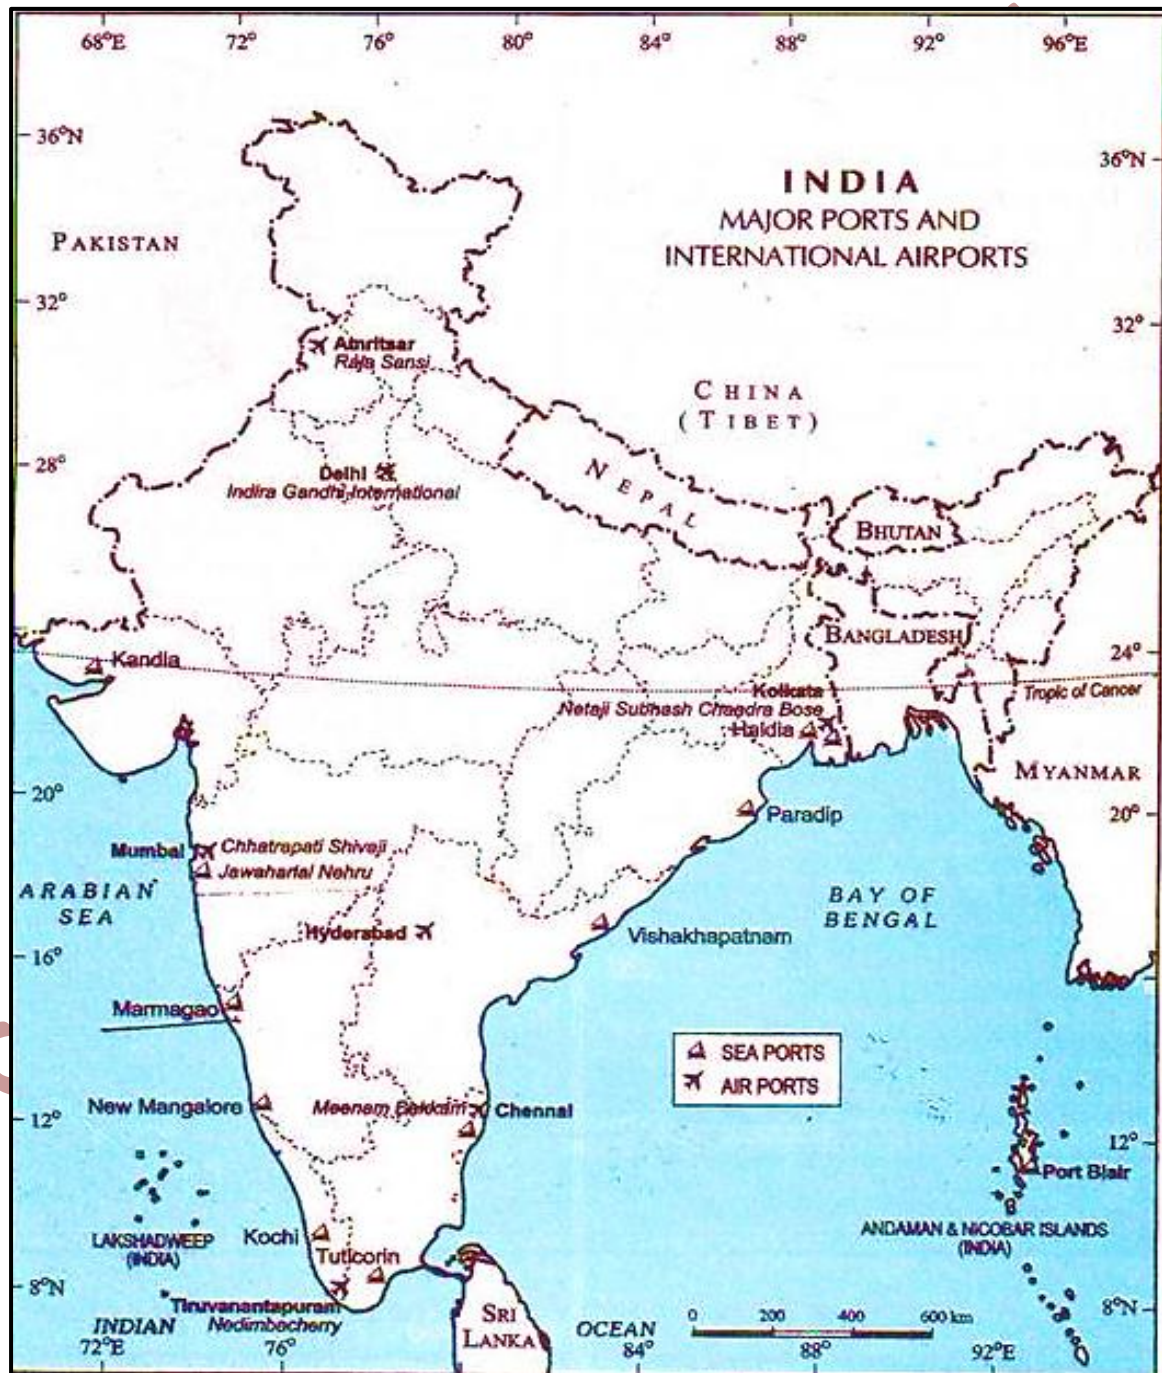 68°E 72° 76° 80° 84° 88° 92° 96°E
36°N
36°N
INDIA
MAJOR PORTS AND
INTERNATIONAL AIRPORTS
PAKISTAN
32°
32°
Amritsar
Raja Sansi
CHINA
(TIBET)
28°
28°
Delhi
Indira Gandhi International
NEPAL
BHUTAN
BANGLADESH
24°
Kandla
Tropic of Cancer
Kolkata
Netaji Subhash Chandra Bose
Haldia
MYANMAR
20°
20°
Paradip
Mumbai
Chhatrapati Shivaji
Jawaharlal Nehru
ARABIAN
SEA
BAY OF
BENGAL
Hyderabad
Vishakhapatnam
16°
Marmagao
SEA PORTS
AIR PORTS
New Mangalore
Meenam Bakkam
Chennai
12°
12°
Port Blair
LAKSHADWEEP
(INDIA)
Kochi
Tuticorin
ANDAMAN & NICOBAR ISLANDS
(INDIA)
8°N
8°N
Tiruvanantapuram
Nedimbacherry
SRI
LANKA
INDIAN
OCEAN
0 200 400 600 km
72°E 76° 84° 88° 92°E